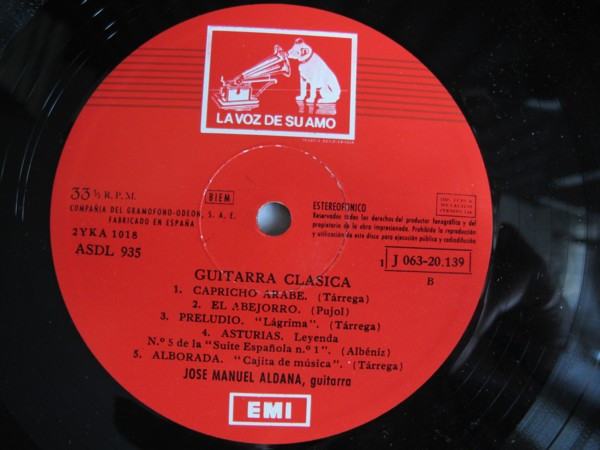 LA VOZ DE SU AMO
33 ⅓ R.P.M.
BIEM
COMPAÑIA DEL GRAMOFONO-ODEON, S. A. E.
FABRICADO EN ESPAÑA
2YKA 1018
ASDL 935
ESTEREOFONICO
Reservados todos los derechos del productor fonográfico y del
propietario de la obra impresionada. Prohibida la reproducción
y utilización de este disco para ejecución pública y radiodifusión
1 J 063-20.139
B
GUITARRA CLASICA
1. CAPRICHO ARABE. (Tárrega)
2. EL ABEJORRO. (Pujol)
3. PRELUDIO. "Lágrima". (Tárrega)
4. ASTURIAS. Leyenda
N.º 5 de la "Suite Española n.º 1". (Albéniz)
5. ALBORADA. "Cajita de música". (Tárrega)
JOSE MANUEL ALDANA, guitarra
EMI